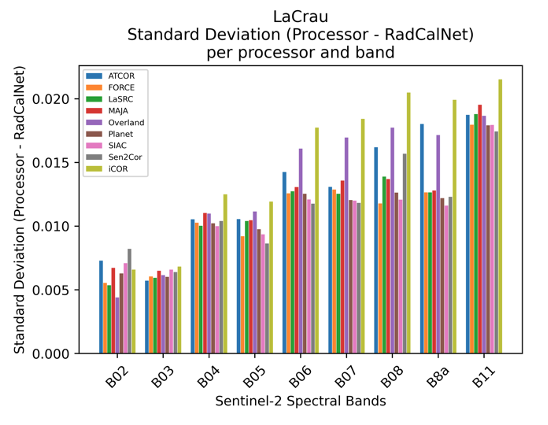 LaCrau
Standard Deviation (Processor - RadCalNet)
per processor and band
Standard Deviation (Processor - RadCalNet)
0.020
0.015
0.010
0.005
0.000
ATCOR
FORCE
LaSRC
MAJA
Overland
Planet
SIAC
Sen2Cor
iCOR
B02
B03
B04
B05
B06
B07
B08
B8a
B11
Sentinel-2 Spectral Bands